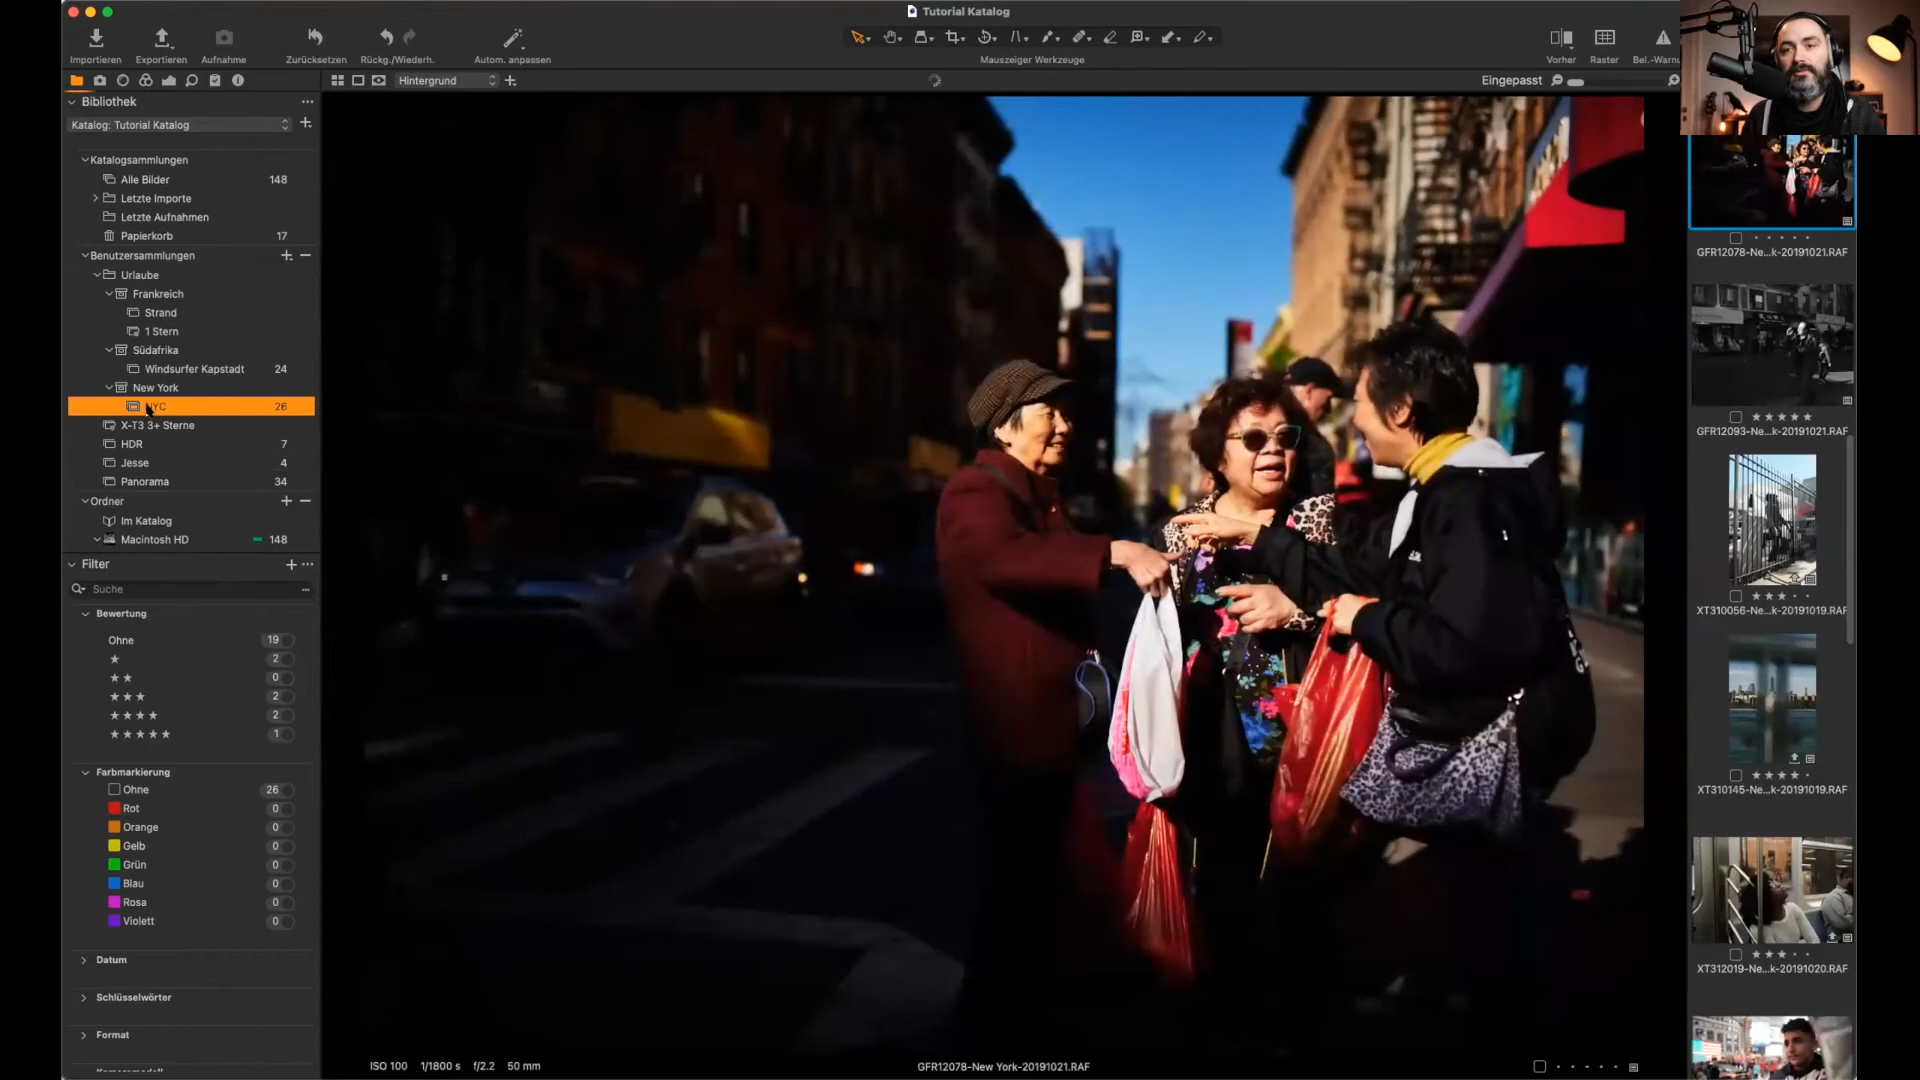 Tutorial Katalog
Importieren
Exportieren
Aufnahme
Zurücksetzen
Rückg./Wiederh.
Autom. anpassen
Mauszeiger Werkzeuge
Vorher
Raster
Bel.-Warnu
Hintergrund
Eingepasst
Bibliothek
Katalog: Tutorial Katalog
Katalogsammlungen
Alle Bilder 148
Letzte Importe
Letzte Aufnahmen
Papierkorb 17
Benutzersammlungen
Urlaube
Frankreich
Strand
1 Stern
Südafrika
Windsurfer Kapstadt 24
New York
NYC 26
X-T3 3+ Sterne
HDR 7
Jesse 4
Panorama 34
Ordner
Im Katalog
Macintosh HD 148
Filter
Suche
Bewertung
Ohne 19
★ 2
★ ★ 0
★ ★ ★ 2
★ ★ ★ ★ 2
★ ★ ★ ★ ★ 1
Farbmarkierung
Ohne 26
Rot 0
Orange 0
Gelb 0
Grün 0
Blau 0
Rosa 0
Violett 0
Datum
Schlüsselwörter
Format
ISO 100 1/1800 s f/2.2 50 mm
GFR12078-New York-20191021.RAF
GFR12078-Ne...k-20191021.RAF
GFR12093-Ne...k-20191021.RAF
XT310056-Ne...k-20191019.RAF
XT310145-Ne...k-20191019.RAF
XT312019-Ne...k-20191020.RAF